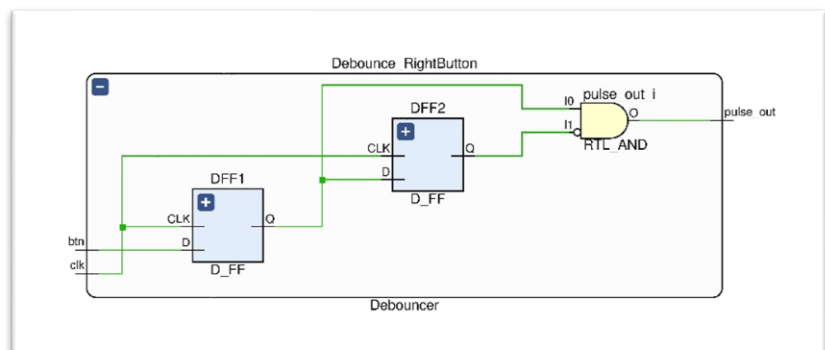 Debounce_RightButton
pulse_out_i
I0
O
I1
RTL_AND
pulse_out
DFF2
CLK
D
Q
D_FF
DFF1
CLK
D
Q
D_FF
btn
clk
Debouncer